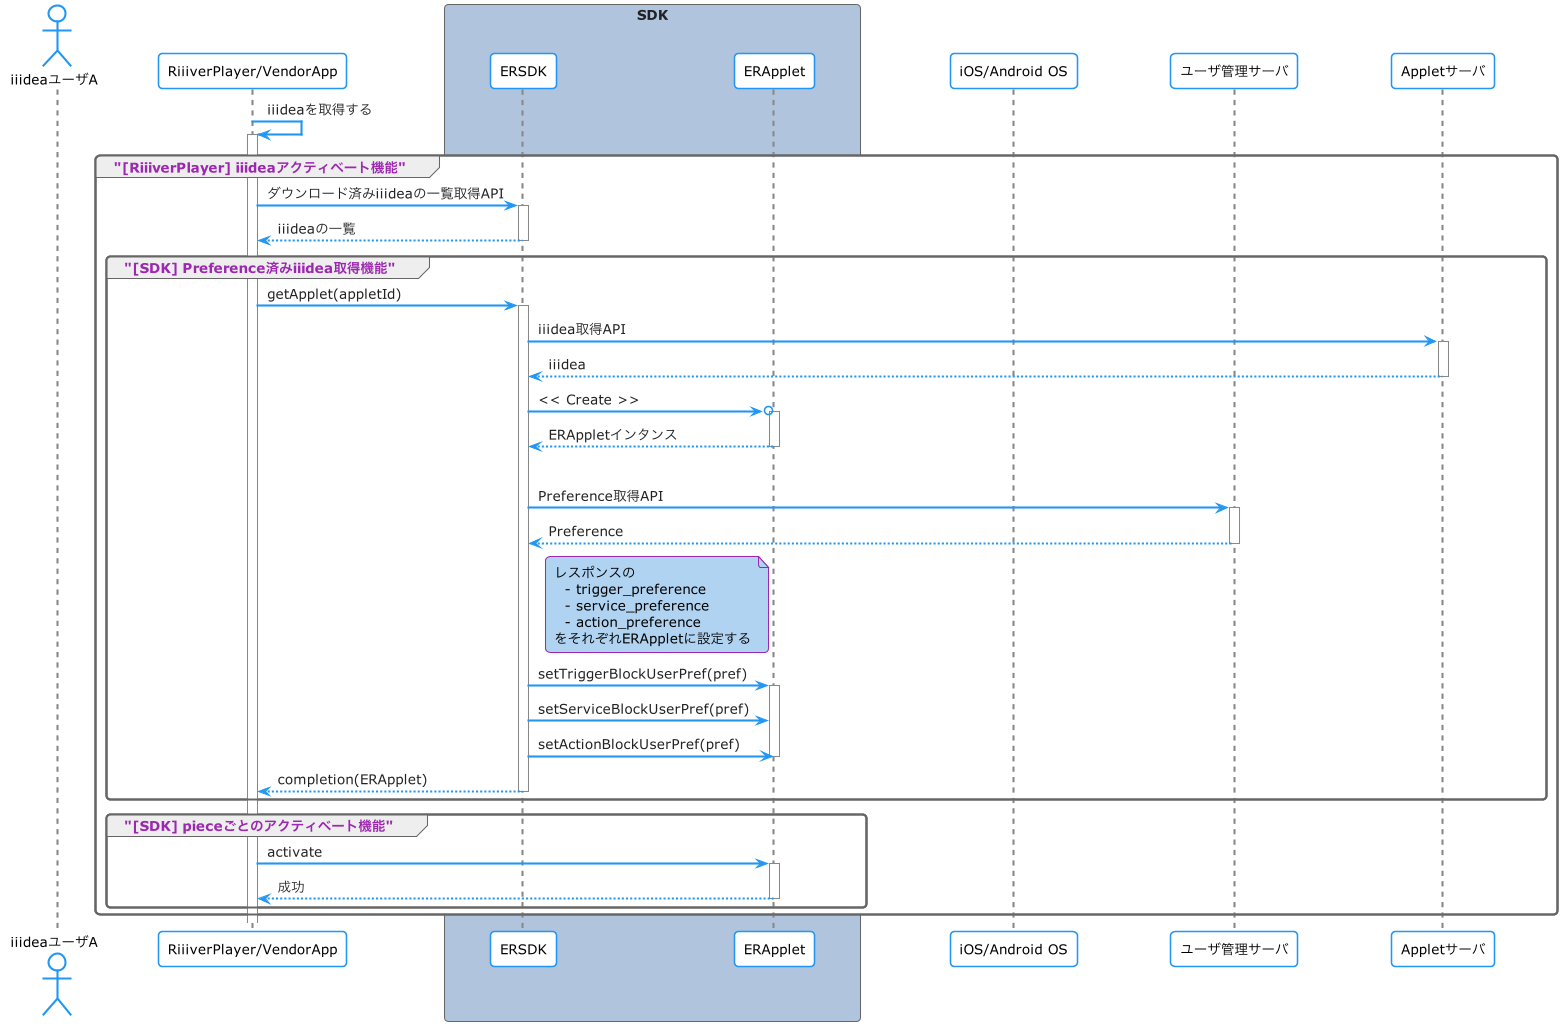 SDK
iiideaユーザA
RiiiverPlayer/VendorApp
ERSDK
ERApplet
iOS/Android OS
ユーザ管理サーバ
Appletサーバ
iiideaを取得する
"[RiiiverPlayer] iiideaアクティベート機能"
ダウンロード済みiiideaの一覧取得API
iiideaの一覧
"[SDK] Preference済みiiidea取得機能"
getApplet(appletId)
iiidea取得API
iiidea
<< Create >>
ERAppletインタンス
Preference取得API
Preference
レスポンスの
- trigger_preference
- service_preference
- action_preference
をそれぞれERAppletに設定する
setTriggerBlockUserPref(pref)
setServiceBlockUserPref(pref)
setActionBlockUserPref(pref)
completion(ERApplet)
"[SDK] pieceごとのアクティベート機能"
activate
成功
iiideaユーザA
RiiiverPlayer/VendorApp
ERSDK
ERApplet
iOS/Android OS
ユーザ管理サーバ
Appletサーバ